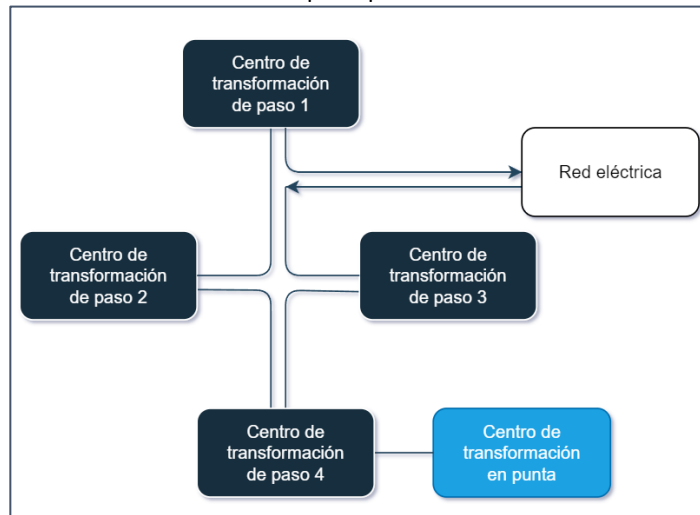 Centro de
transformación
de paso 1
Red eléctrica
Centro de
transformación
de paso 2
Centro de
transformación
de paso 3
Centro de
transformación
de paso 4
Centro de
transformación
en punta